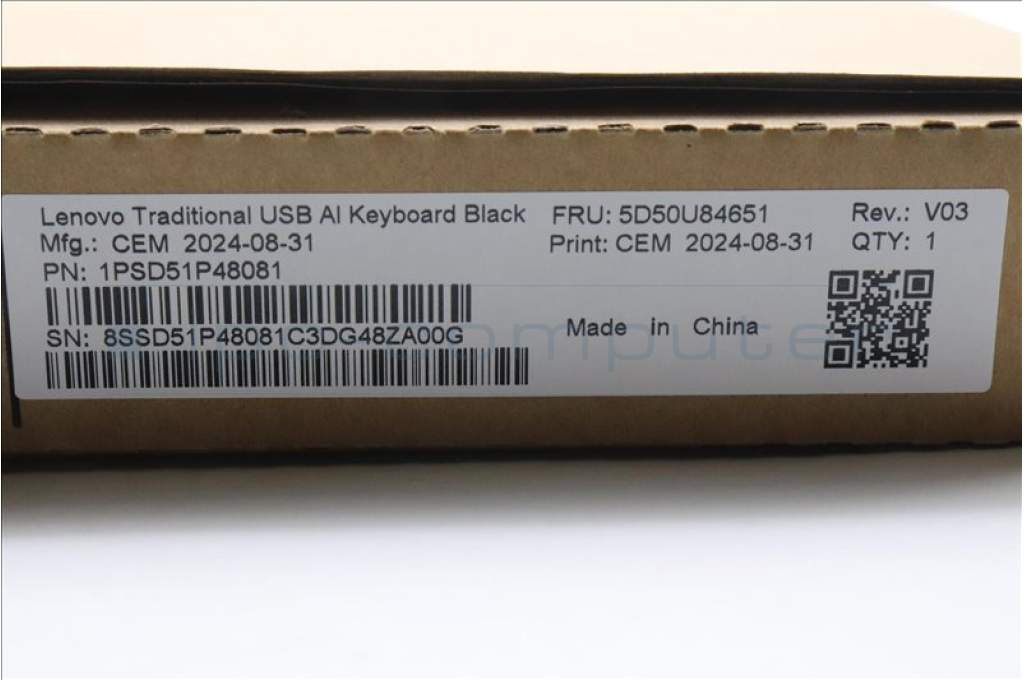 Lenovo Traditional USB AI Keyboard Black FRU: 5D50U84651 Rev.: V03
Mfg.: CEM 2024-08-31 Print: CEM 2024-08-31 QTY: 1
PN: 1PSD51P48081
SN: 8SSD51P48081C3DG48ZA00G
Made in China